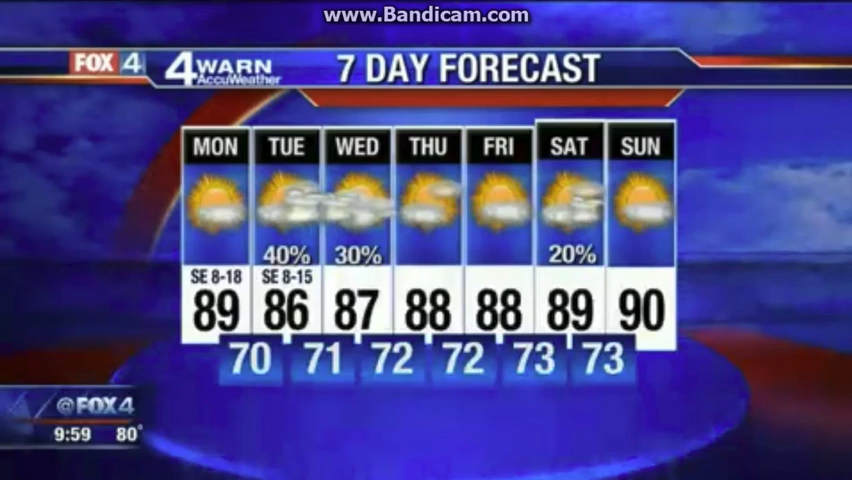 www.Bandicam.com
FOX 4
4WARN
AccuWeather
7 DAY FORECAST
MON TUE WED THU FRI SAT SUN
40% 30% 20%
SE 8-18 SE 8-15
89 86 87 88 88 89 90
70 71 72 72 73 73
@FOX4
9:59 80°